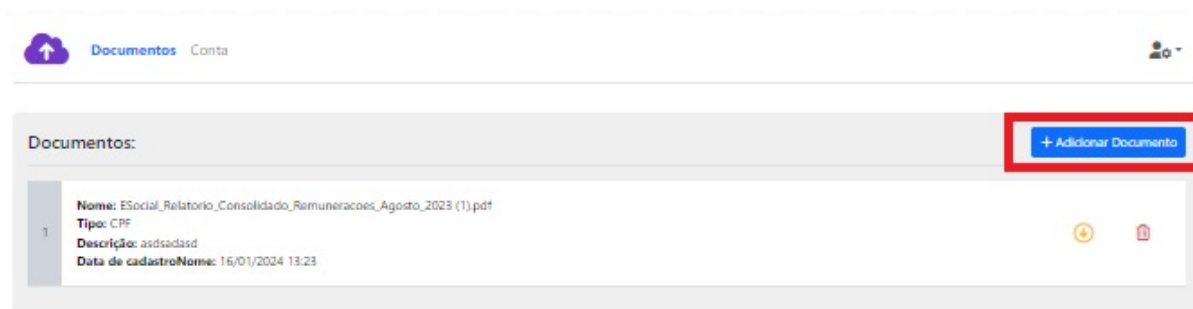 Documentos Conta
Documentos:
+ Adicionar Documento
1
Nome: ESocial_Relatorio_Consolidado_Remuneracoes_Agosto_2023 (1).pdf
Tipo: CPF
Descrição: asdsadasd
Data de cadastroNome: 16/01/2024 13:23